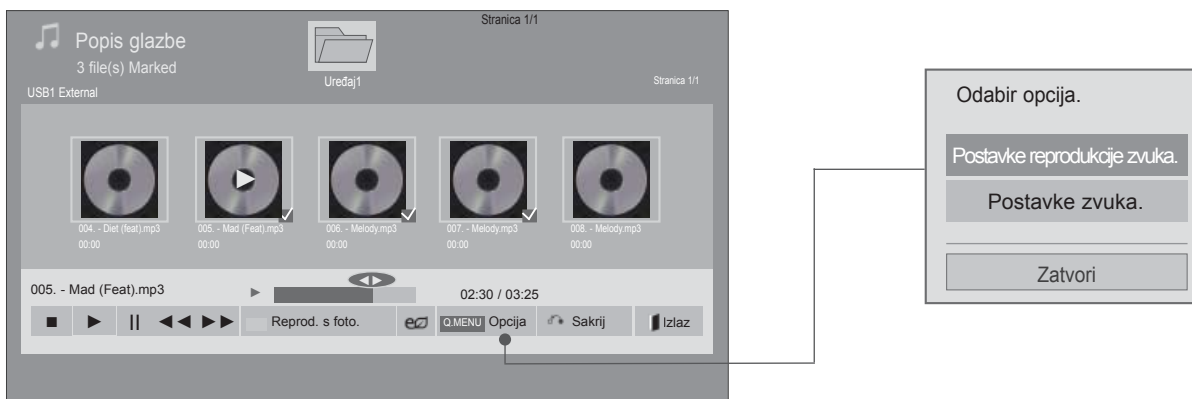 Stranica 1/1
Popis glazbe
3 file(s) Marked
Uređaj1
Stranica 1/1
USB1 External
004. - Diet (feat).mp3
00:00
005. - Mad (Feat).mp3
00:00
006. - Melody.mp3
00:00
007. - Melody.mp3
00:00
008. - Melody.mp3
00:00
005. - Mad (Feat).mp3
02:30 / 03:25
Reprod. s foto.
Q.MENU Opcija
Sakrij
Izlaz
Odabir opcija.
Postavke reprodukcije zvuka.
Postavke zvuka.
Zatvori